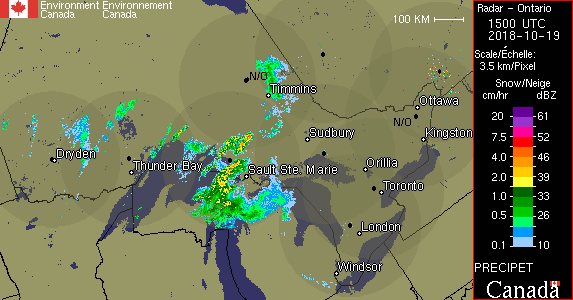 Environment Environnement
Canada Canada
100 KM
N/O
Timmins
Ottawa
N/O
Sudbury
Kingston
Dryden
Thunder Bay
Sault Ste. Marie
Orillia
Toronto
London
Windsor
Radar - Ontario
1500 UTC
2018-10-19
Scale/Échelle:
3.5 km/Pixel
Snow/Neige
cm/hr dBZ
20 61
7.5 52
4.0 46
2.0 39
1.0 33
0.5 26
0.1 10
PRECIPET
Canada